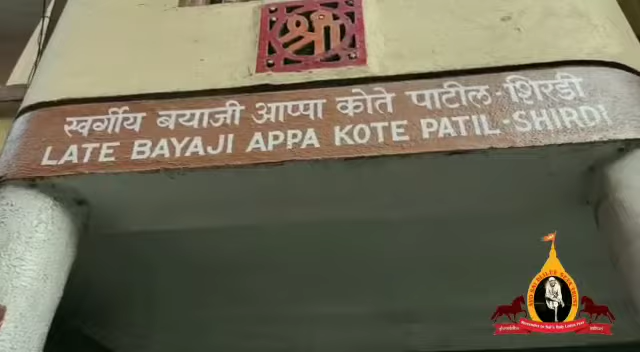 श्री
स्वर्गीय बयाजी आप्पा कोते पाटील - शिरडी
LATE BAYAJI APPA KOTE PATIL - SHIRDI